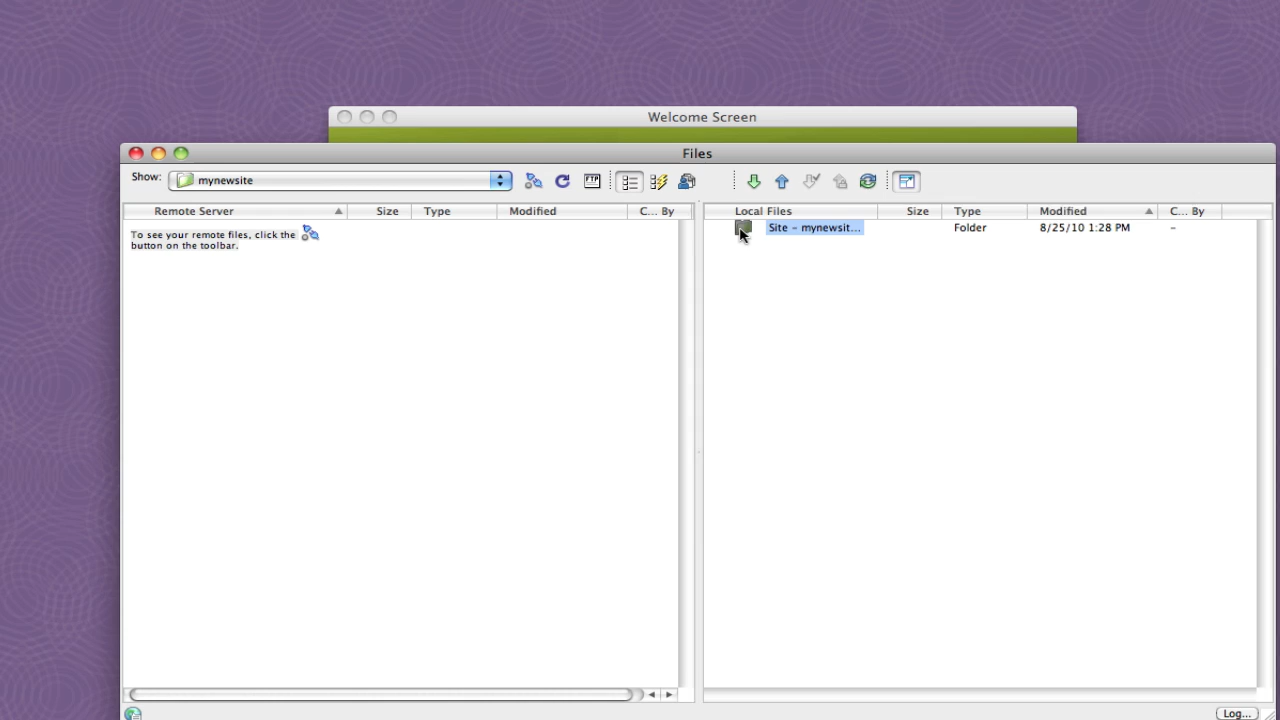 Welcome Screen
Files
Show: mynewsite
FTP
Remote Server Size Type Modified C... By
Local Files Size Type Modified C... By
To see your remote files, click the
button on the toolbar.
Site – mynewsit... Folder 8/25/10 1:28 PM –
Log...